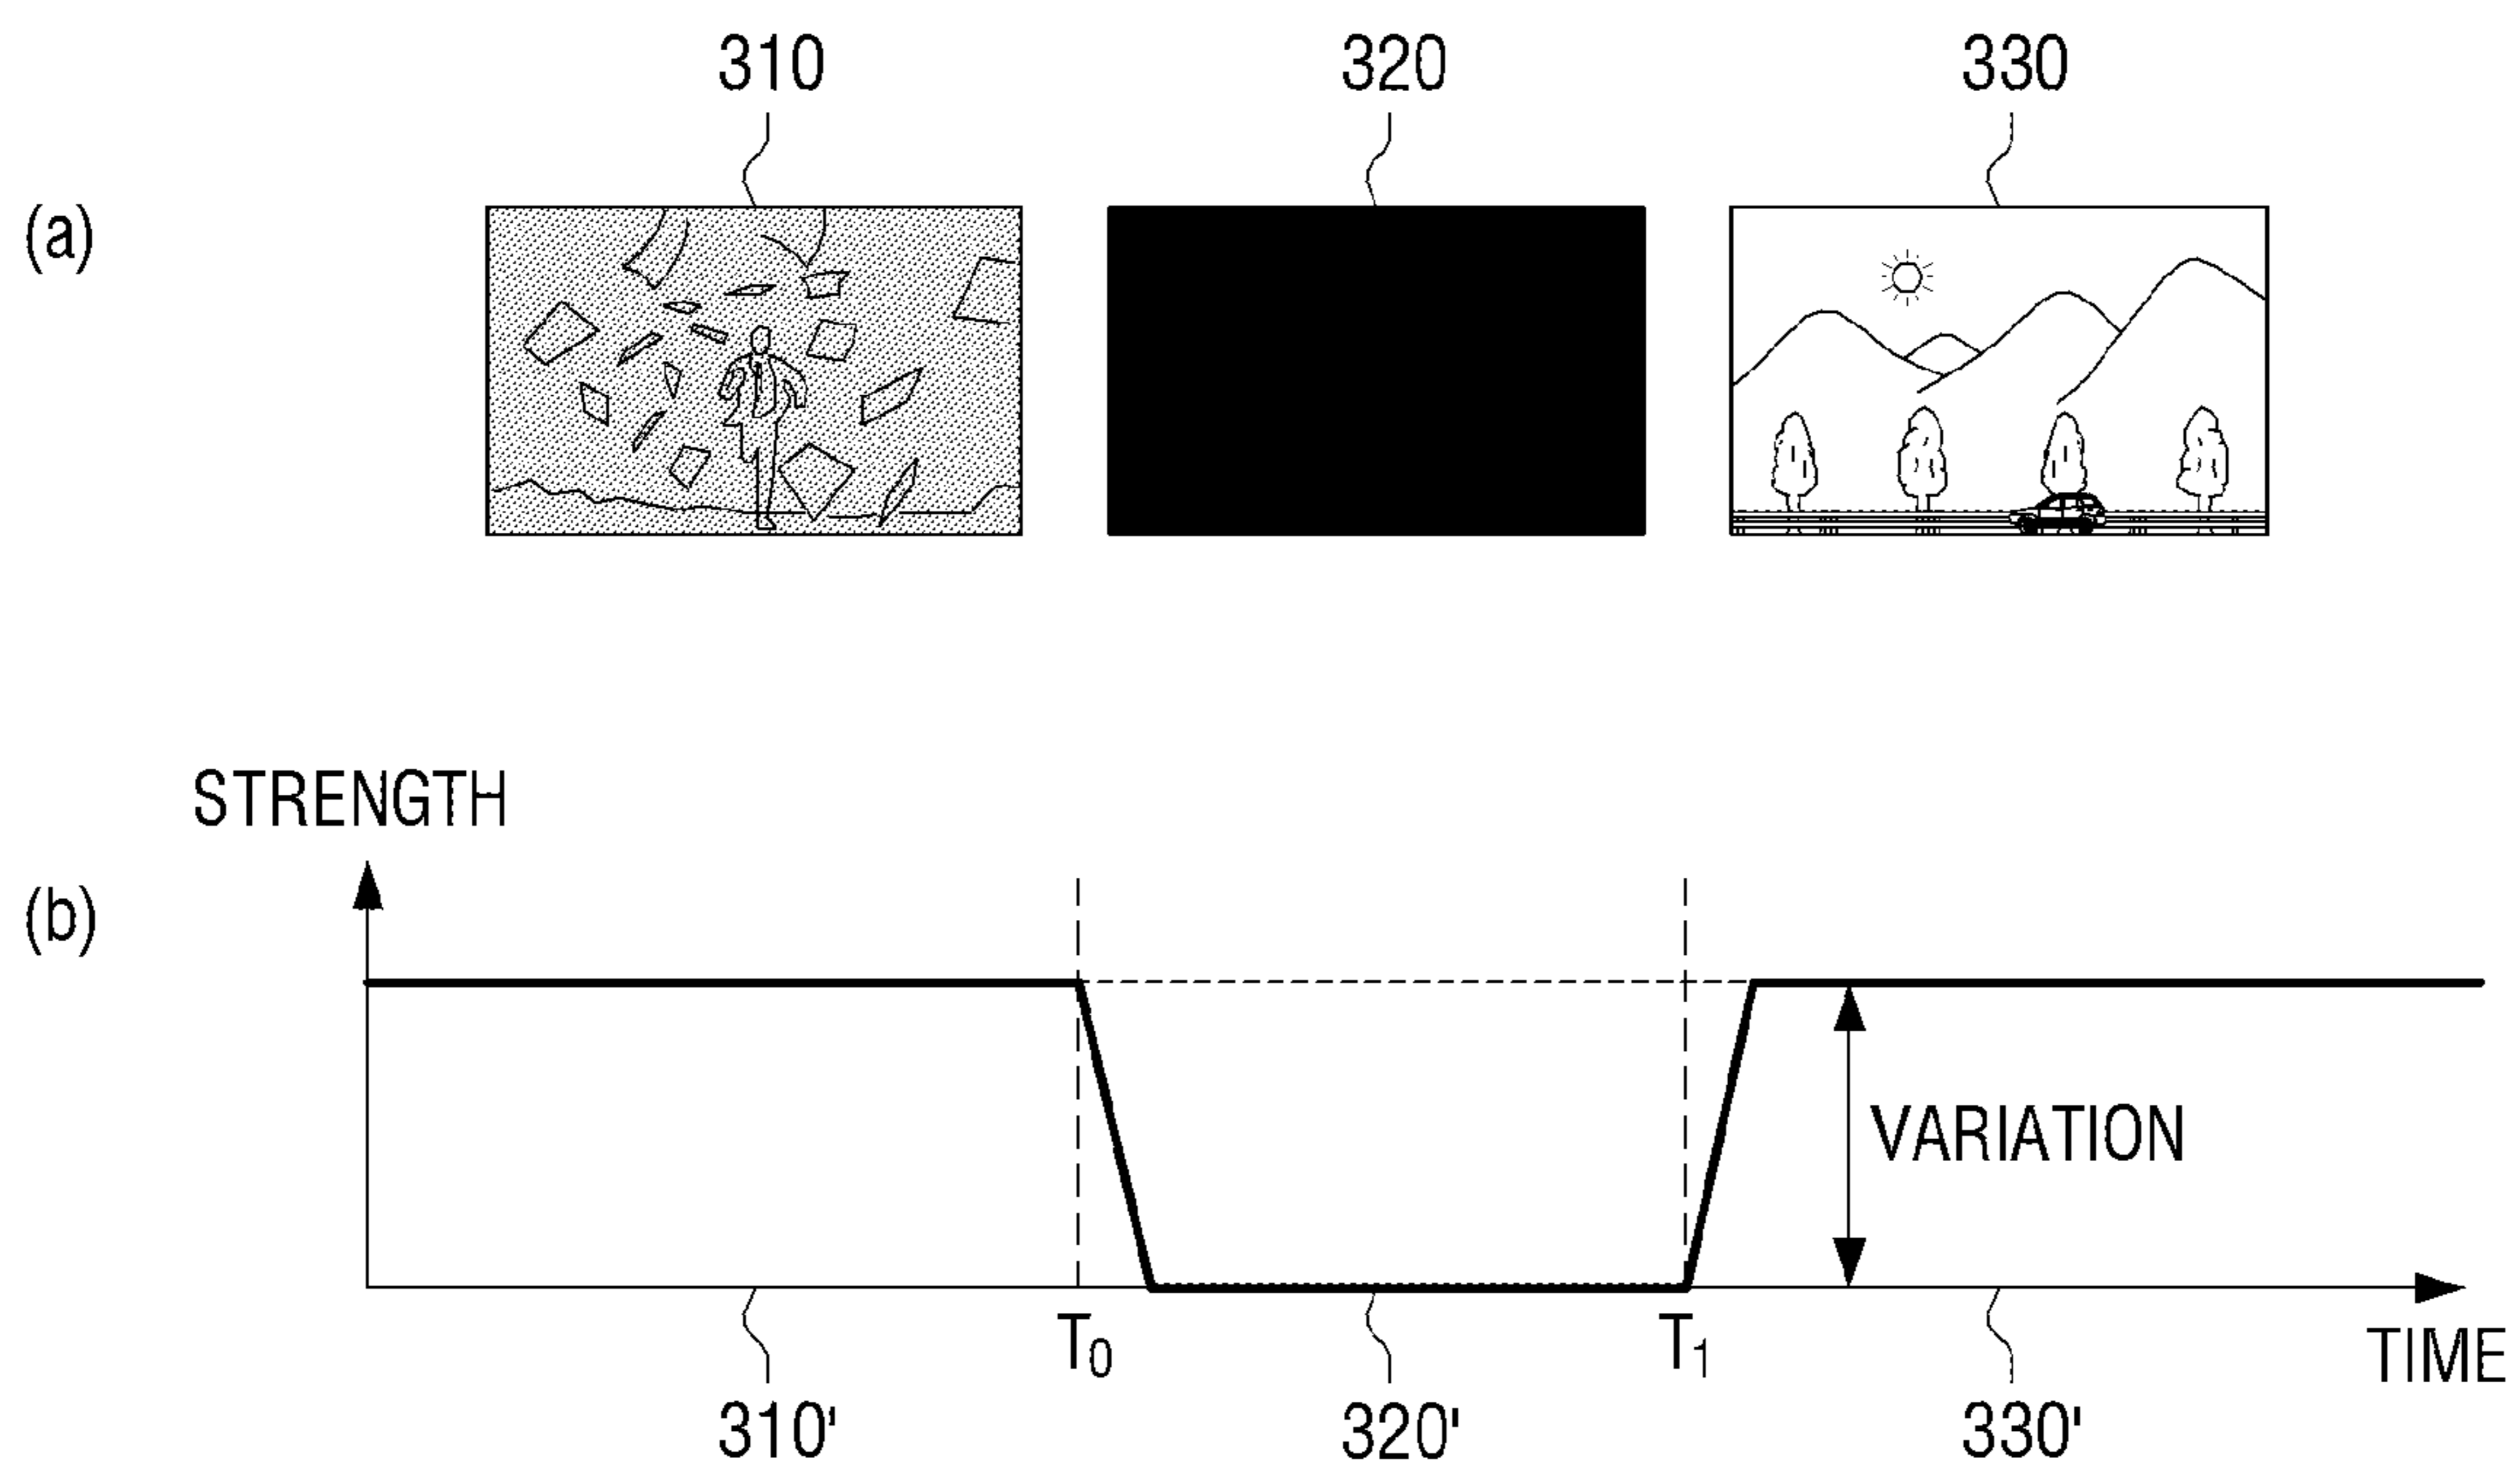 310 320 330
(a)
STRENGTH
(b)
VARIATION
T0 T1
TIME
310' 320' 330'